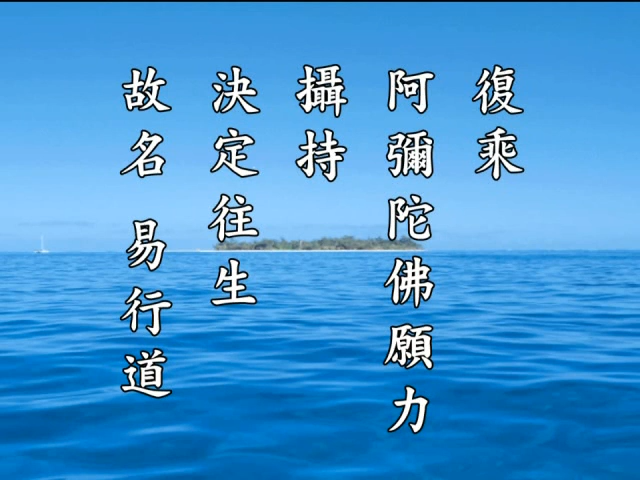 復乘
阿彌陀佛願力
攝持
決定往生
故名 易行道